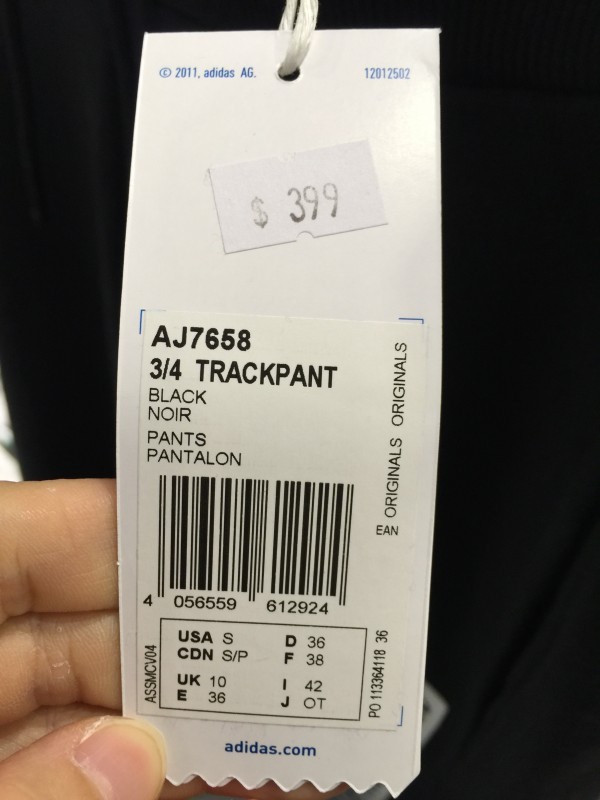 © 2011, adidas AG. 12012502
$ 399
AJ7658
3/4 TRACKPANT
BLACK
NOIR
PANTS
PANTALON
ORIGINALS ORIGINALS
EAN
4 056559 612924
USA S D 36
CDN S/P F 38
UK 10 I 42
E 36 J OT
ASSMCV04
PO 113364118 36
adidas.com